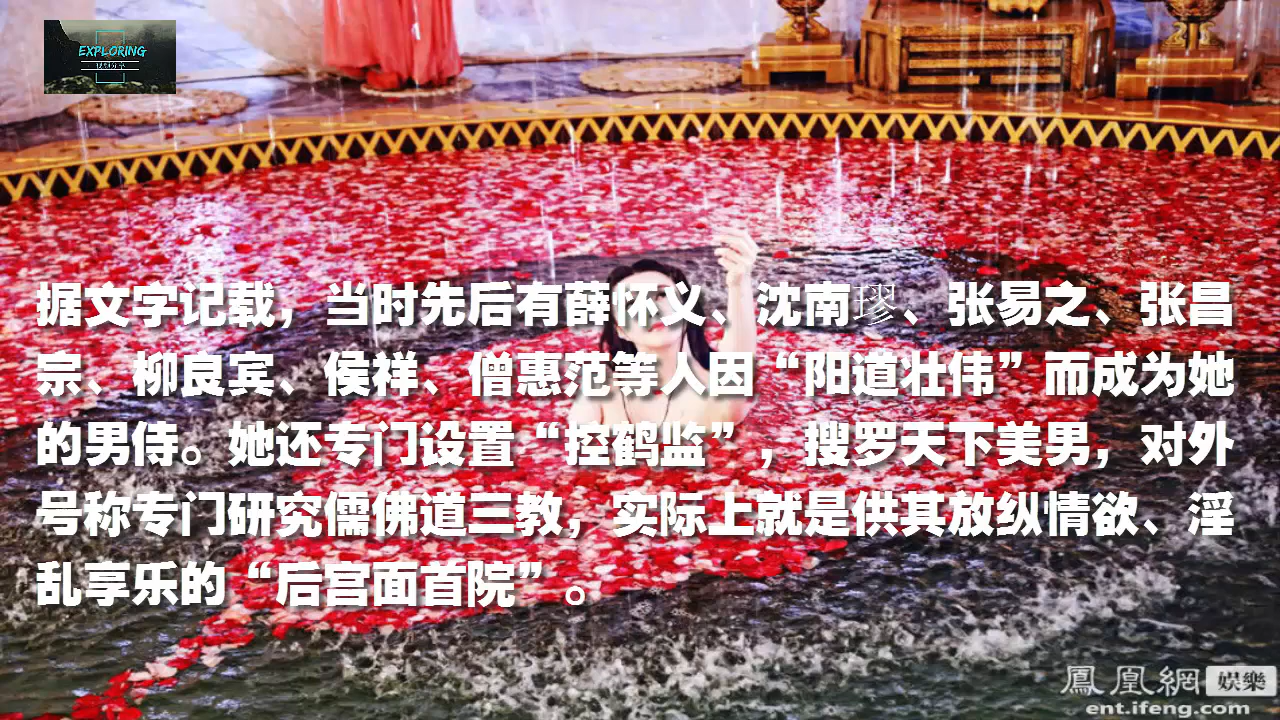 EXPLORING
据文字记载，当时先后有薛怀义、沈南璆、张易之、张昌
宗、柳良宾、侯祥、僧惠范等人因“阳道壮伟”而成为她
的男侍。她还专门设置“控鹤监”，搜罗天下美男，对外
号称专门研究儒佛道三教，实际上就是供其放纵情欲、淫
乱享乐的“后宫面首院”。
鳳凰網 娱樂
ent.ifeng.com